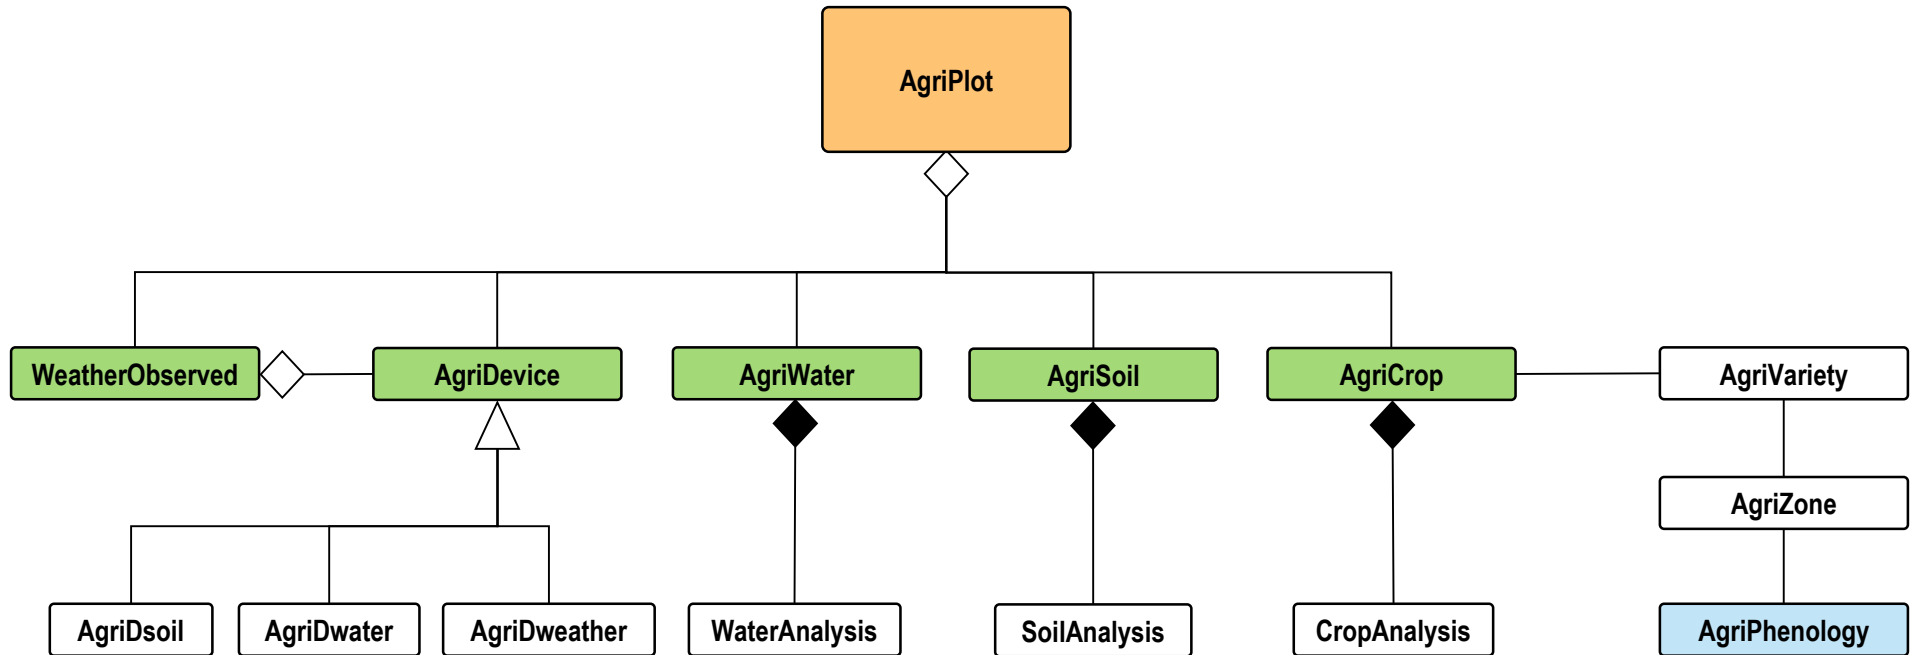 AgriPlot
WeatherObserved
AgriDevice
AgriWater
AgriSoil
AgriCrop
AgriVariety
AgriZone
AgriDsoil
AgriDwater
AgriDweather
WaterAnalysis
SoilAnalysis
CropAnalysis
AgriPhenology